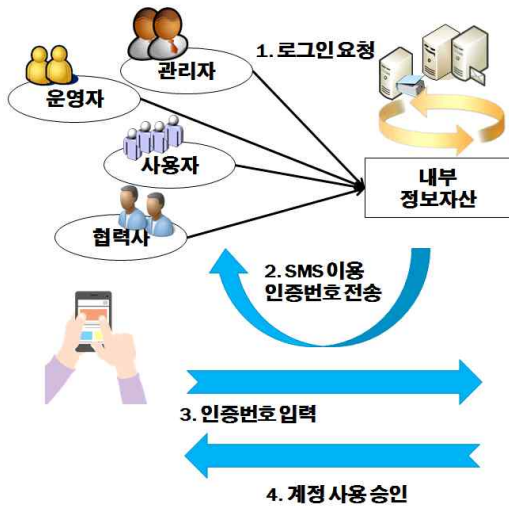 1. 로그인 요청
관리자
운영자
사용자
내부
정보자산
협력사
2. SMS 이용
인증번호 전송
3. 인증번호 입력
4. 계정 사용 승인